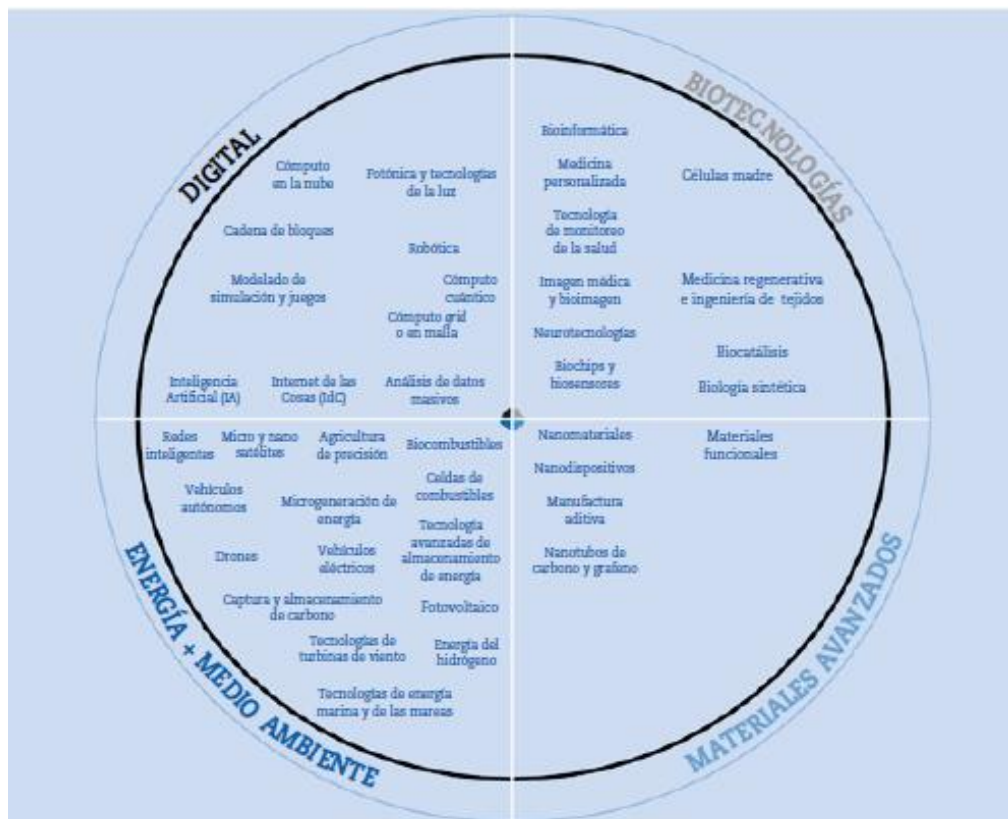 DIGITAL
Cómputo
en la nube
Fotónica y tecnologías
de la luz
Cadena de bloques
Robótica
Modelado de
simulación y juegos
Cómputo
cuántico
Cómputo grid
o en malla
Inteligencia
Artificial (IA)
Internet de las
Cosas (IdC)
Análisis de datos
masivos
BIOTECNOLOGÍAS
Bioinformática
Medicina
personalizada
Células madre
Tecnología
de monitoreo
de la salud
Imagen médica
y bioimagen
Medicina regenerativa
e ingeniería de tejidos
Neurotecnologías
Biocatálisis
Biochips y
biosensores
Biología sintética
ENERGÍA + MEDIO AMBIENTE
Redes
inteligentes
Micro y nano
satélites
Agricultura
de precisión
Biocombustibles
Celdas de
combustibles
Vehículos
autónomos
Microgeneración de
energía
Tecnología
avanzadas de
almacenamiento
de energía
Drones
Vehículos
eléctricos
Captura y almacenamiento
de carbono
Fotovoltaico
Tecnologías de
turbinas de viento
Energía del
hidrógeno
Tecnologías de energía
marina y de las mareas
MATERIALES AVANZADOS
Nanomateriales
Materiales
funcionales
Nanodispositivos
Manufactura
aditiva
Nanotubos de
carbono y grafeno